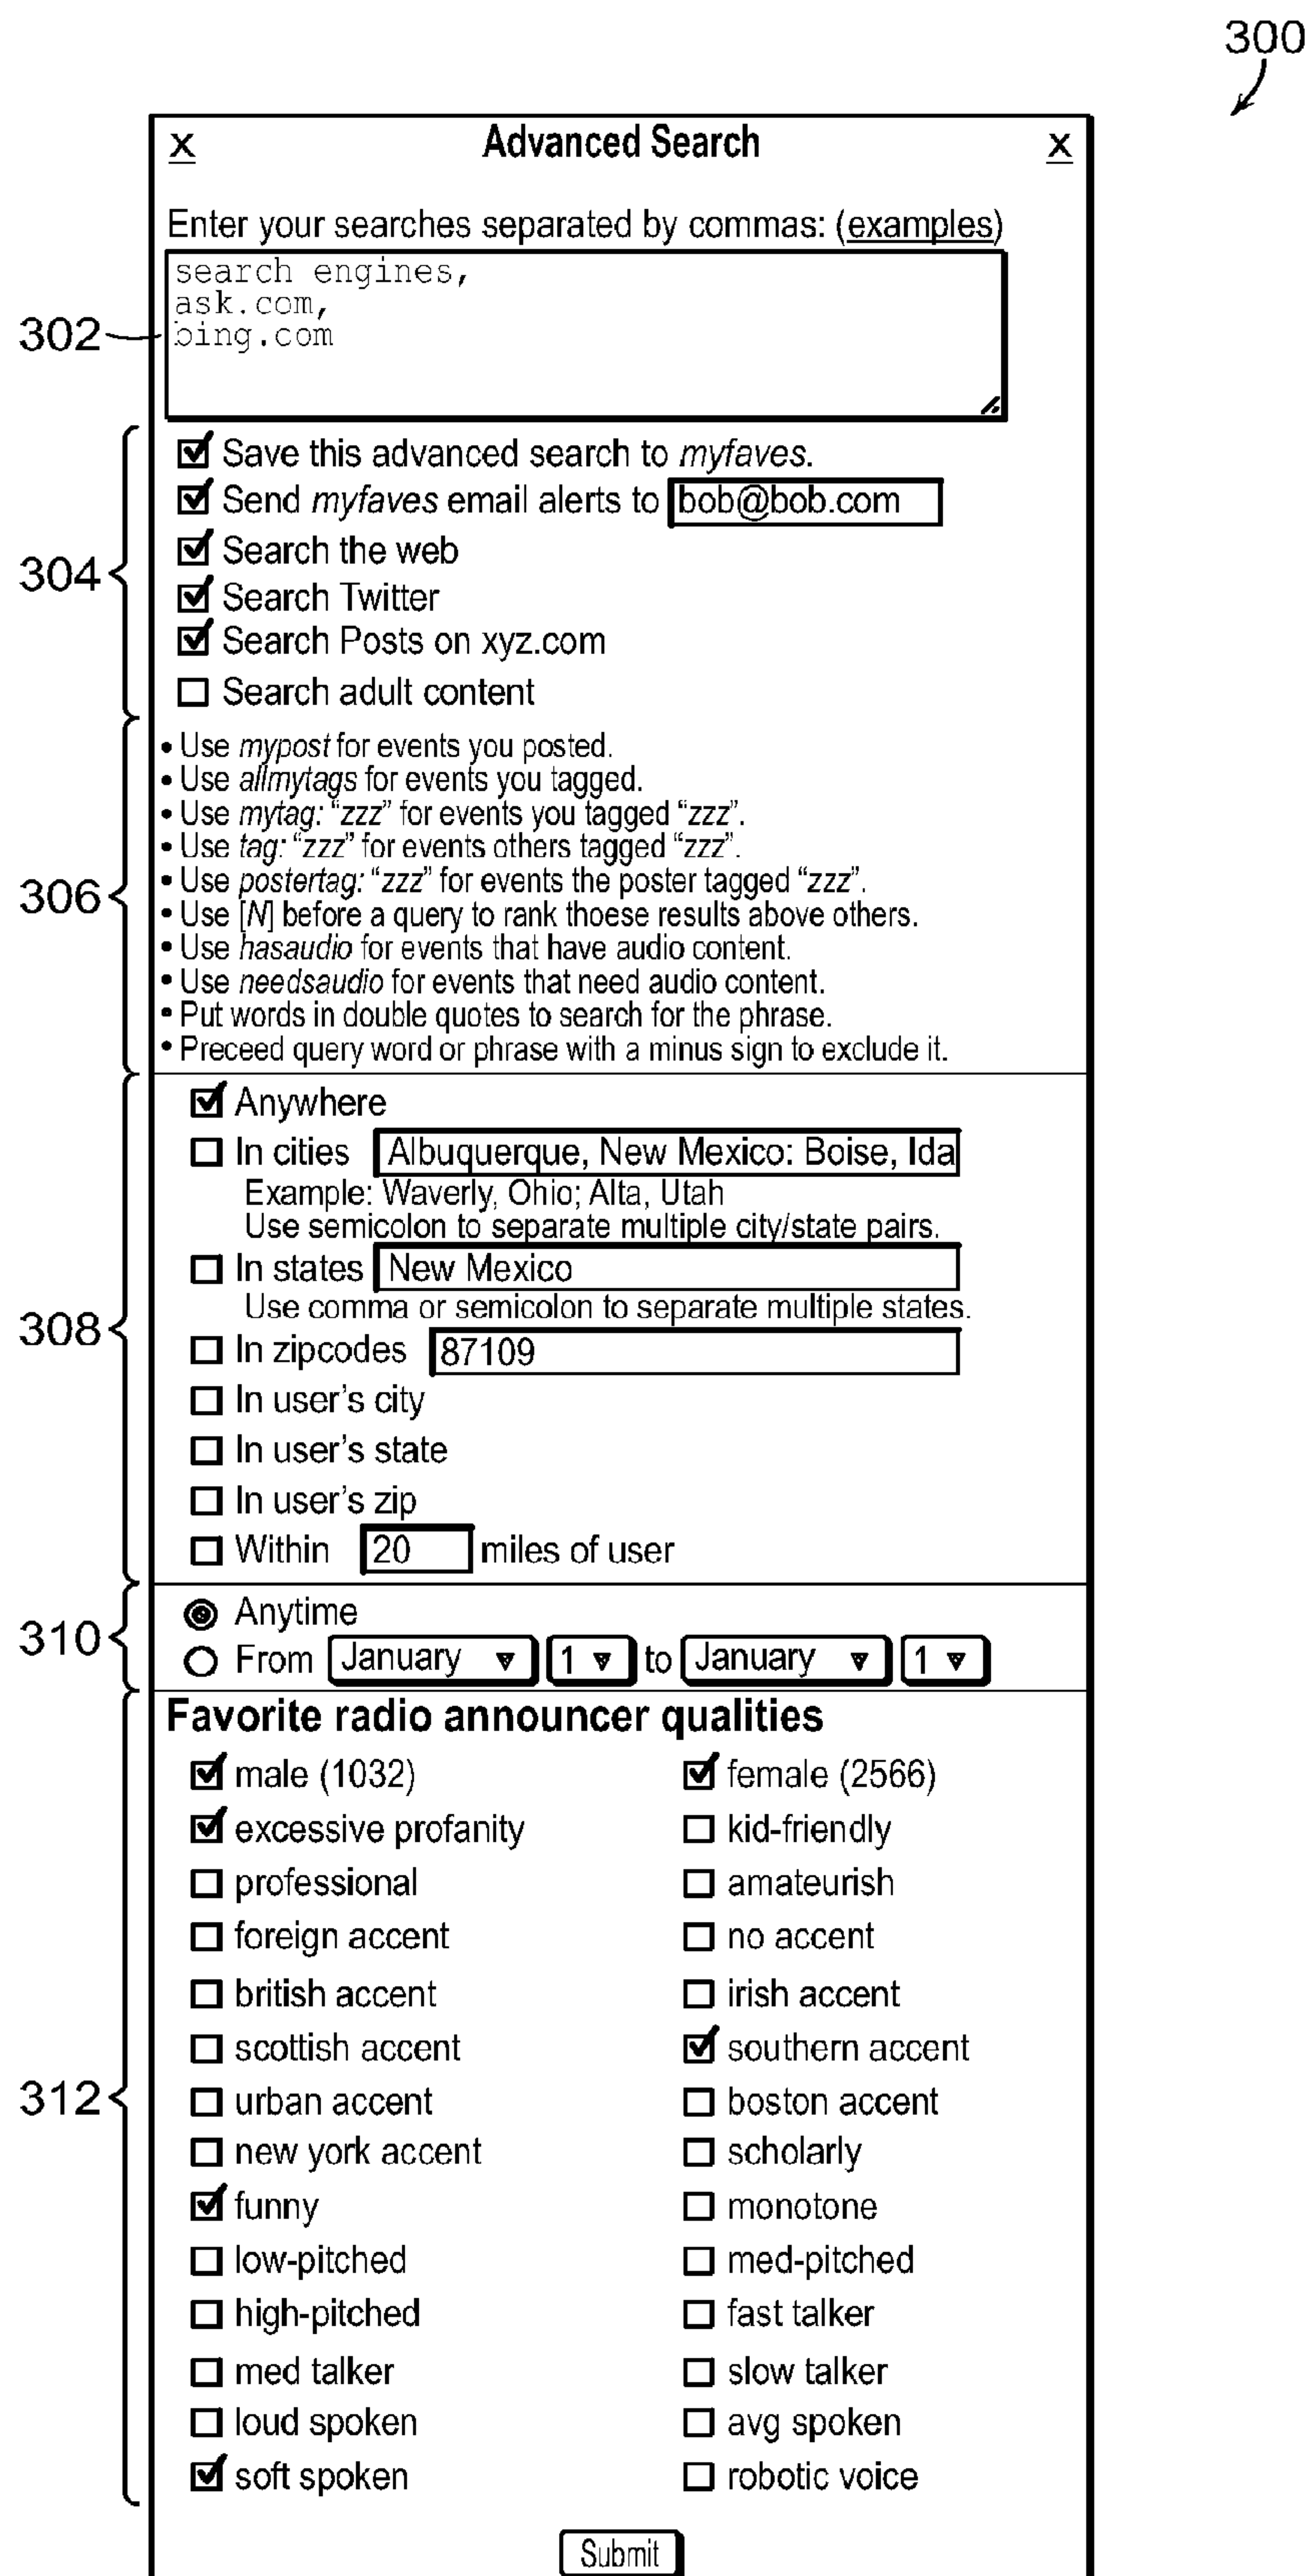 300
x Advanced Search x
Enter your searches separated by commas: (examples)
search engines,
ask.com,
302 bing.com
Save this advanced search to myfaves.
Send myfaves email alerts to bob@bob.com
Search the web
304
Search Twitter
Search Posts on xyz.com
Search adult content
• Use mypost for events you posted.
• Use allmytags for events you tagged.
• Use mytag: “zzz” for events you tagged “zzz”.
• Use tag: “zzz” for events others tagged “zzz”.
• Use postertag: “zzz” for events the poster tagged “zzz”.
306
• Use [N] before a query to rank thoese results above others.
• Use hasaudio for events that have audio content.
• Use needsaudio for events that need audio content.
• Put words in double quotes to search for the phrase.
• Preceed query word or phrase with a minus sign to exclude it.
Anywhere
In cities Albuquerque, New Mexico: Boise, Ida
Example: Waverly, Ohio; Alta, Utah
Use semicolon to separate multiple city/state pairs.
In states New Mexico
Use comma or semicolon to separate multiple states.
308
In zipcodes 87109
In user’s city
In user’s state
In user’s zip
Within 20 miles of user
Anytime
310
From January 1 to January 1
Favorite radio announcer qualities
male (1032) female (2566)
excessive profanity kid-friendly
professional amateurish
foreign accent no accent
british accent irish accent
scottish accent southern accent
312
urban accent boston accent
new york accent scholarly
funny monotone
low-pitched med-pitched
high-pitched fast talker
med talker slow talker
loud spoken avg spoken
soft spoken robotic voice
Submit